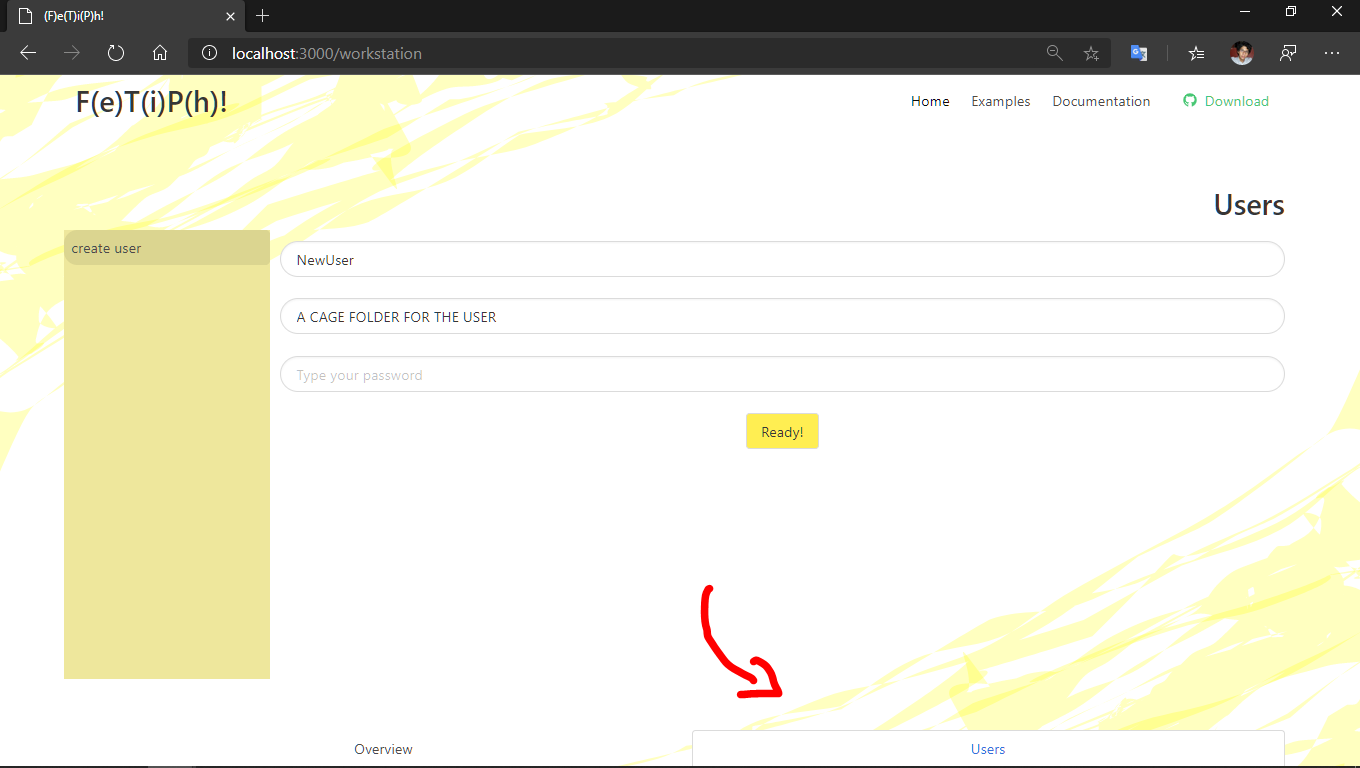 (F)e(T)i(P)h!
localhost:3000/workstation
F(e)T(i)P(h)!
Home Examples Documentation Download
Users
create user
NewUser
A CAGE FOLDER FOR THE USER
Type your password
Ready!
Overview Users